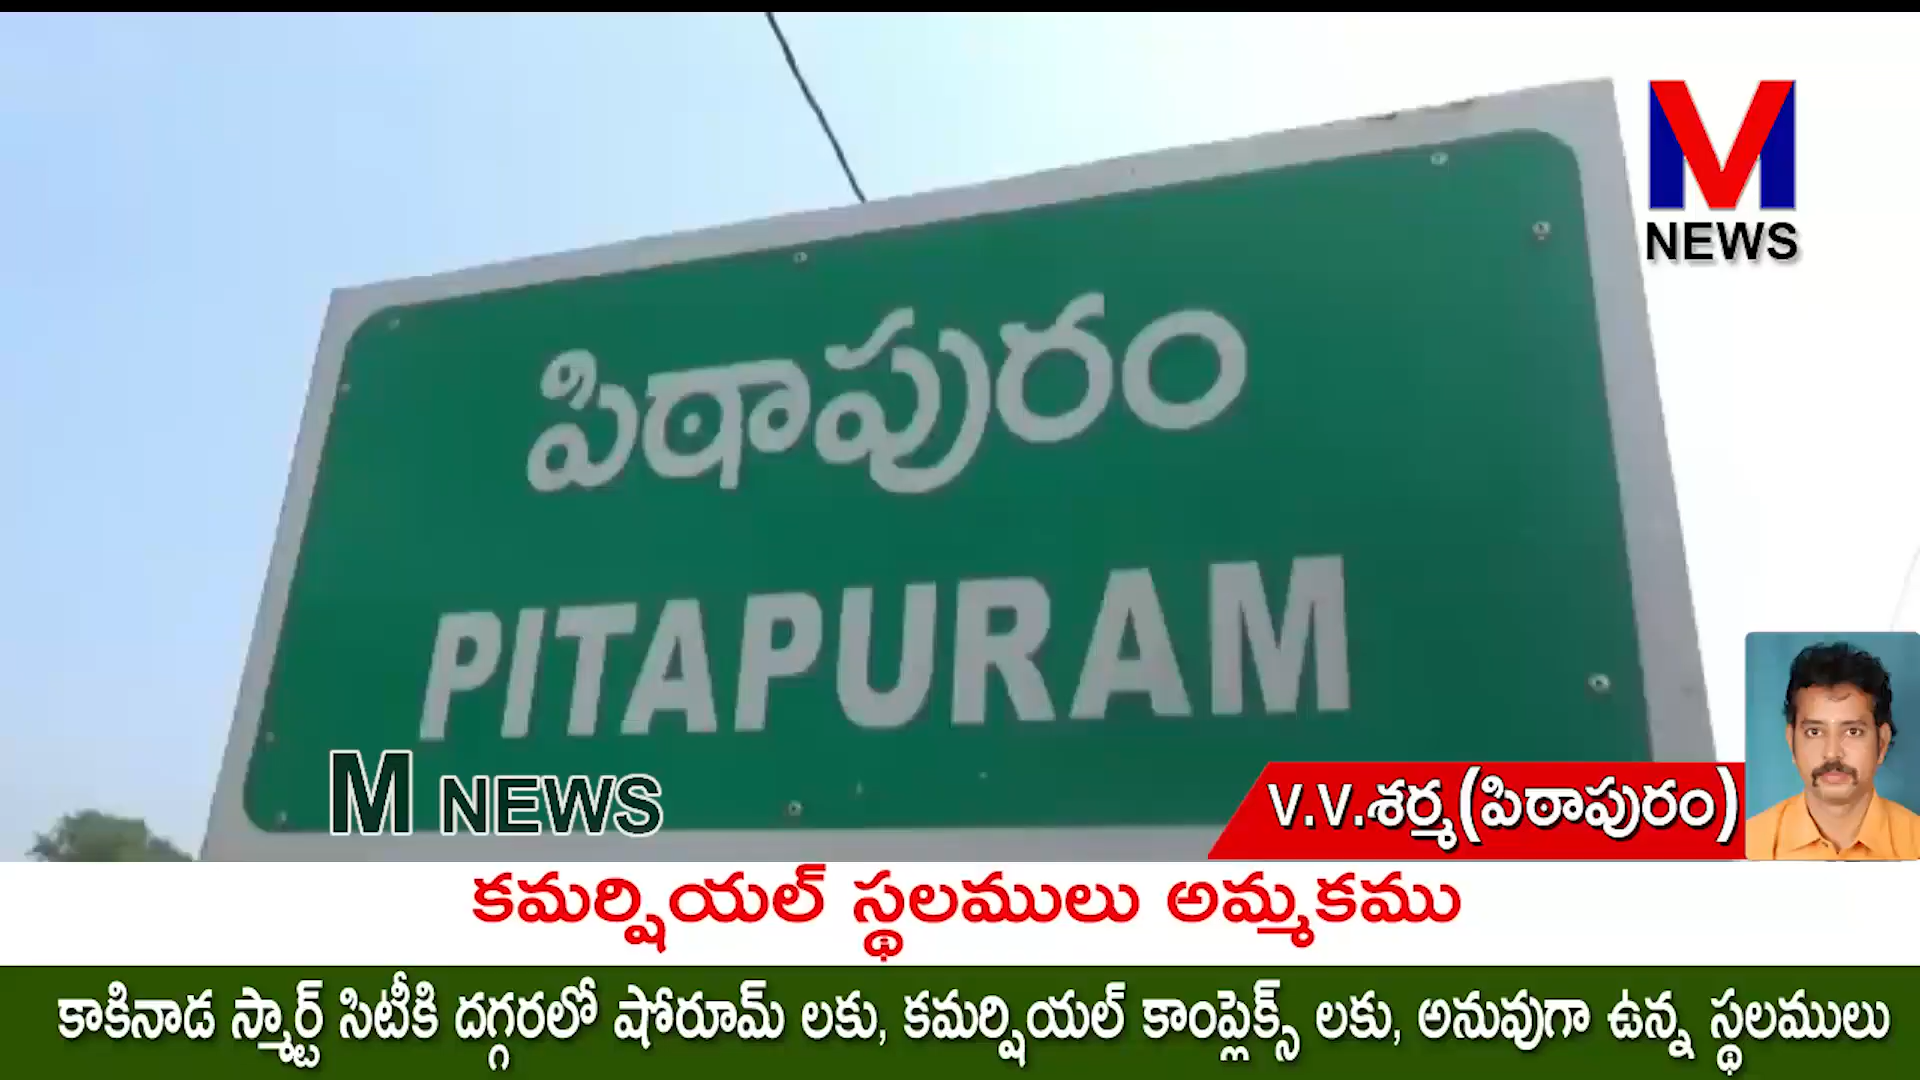 M
NEWS
పిఠాపురం
PITAPURAM
M NEWS
v.v.శర్మ(పిఠాపురం)
కమర్షియల్ స్థలములు అమ్మకము
కాకినాడ స్మార్ట్ సిటీకి దగ్గరలో షోరూమ్ లకు, కమర్షియల్ కాంప్లెక్స్ లకు, అనువుగా ఉన్న స్థలములు